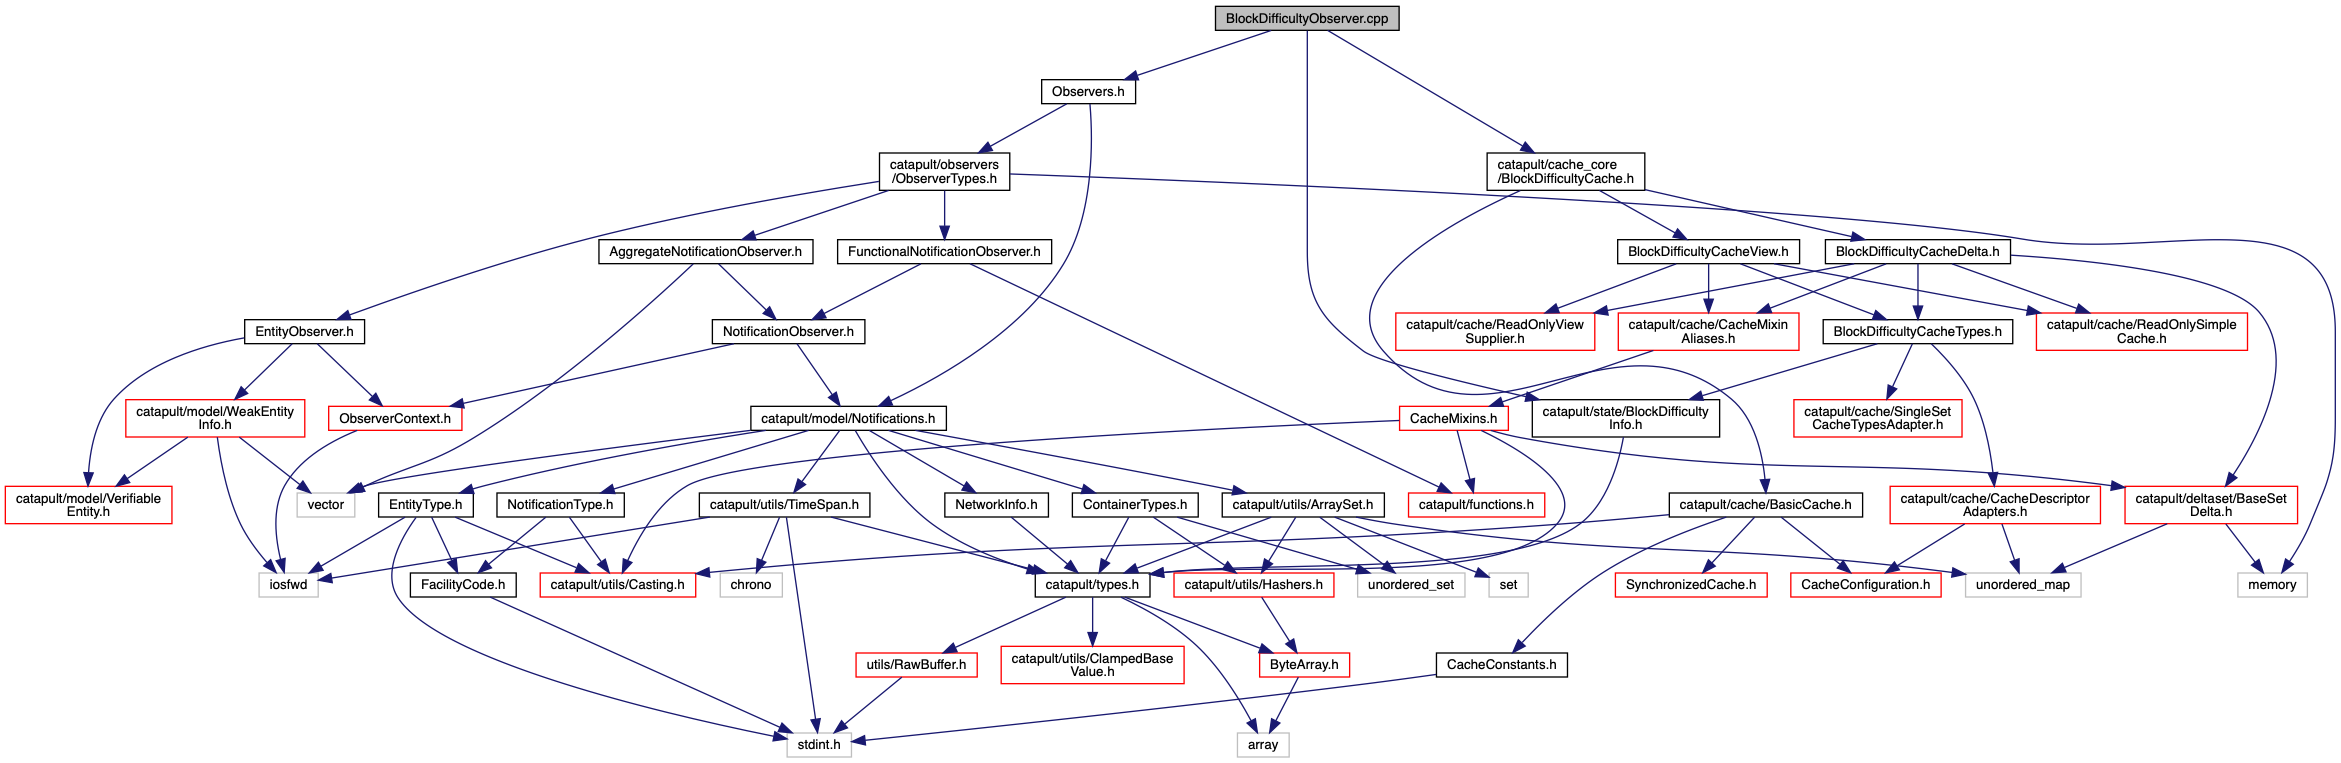 BlockDifficultyObserver.cpp
Observers.h
catapult/observers
/ObserverTypes.h
catapult/cache_core
/BlockDifficultyCache.h
AggregateNotificationObserver.h
FunctionalNotificationObserver.h
BlockDifficultyCacheView.h
BlockDifficultyCacheDelta.h
EntityObserver.h
NotificationObserver.h
catapult/cache/ReadOnlyView
Supplier.h
catapult/cache/CacheMixin
Aliases.h
BlockDifficultyCacheTypes.h
catapult/cache/ReadOnlySimple
Cache.h
catapult/model/WeakEntity
Info.h
ObserverContext.h
catapult/model/Notifications.h
CacheMixins.h
catapult/state/BlockDifficulty
Info.h
catapult/cache/SingleSet
CacheTypesAdapter.h
catapult/model/Verifiable
Entity.h
vector
EntityType.h
NotificationType.h
catapult/utils/TimeSpan.h
NetworkInfo.h
ContainerTypes.h
catapult/utils/ArraySet.h
catapult/functions.h
catapult/cache/BasicCache.h
catapult/cache/CacheDescriptor
Adapters.h
catapult/deltaset/BaseSet
Delta.h
iosfwd
FacilityCode.h
catapult/utils/Casting.h
chrono
catapult/types.h
catapult/utils/Hashers.h
unordered_set
set
SynchronizedCache.h
CacheConfiguration.h
unordered_map
memory
utils/RawBuffer.h
catapult/utils/ClampedBase
Value.h
ByteArray.h
CacheConstants.h
stdint.h
array